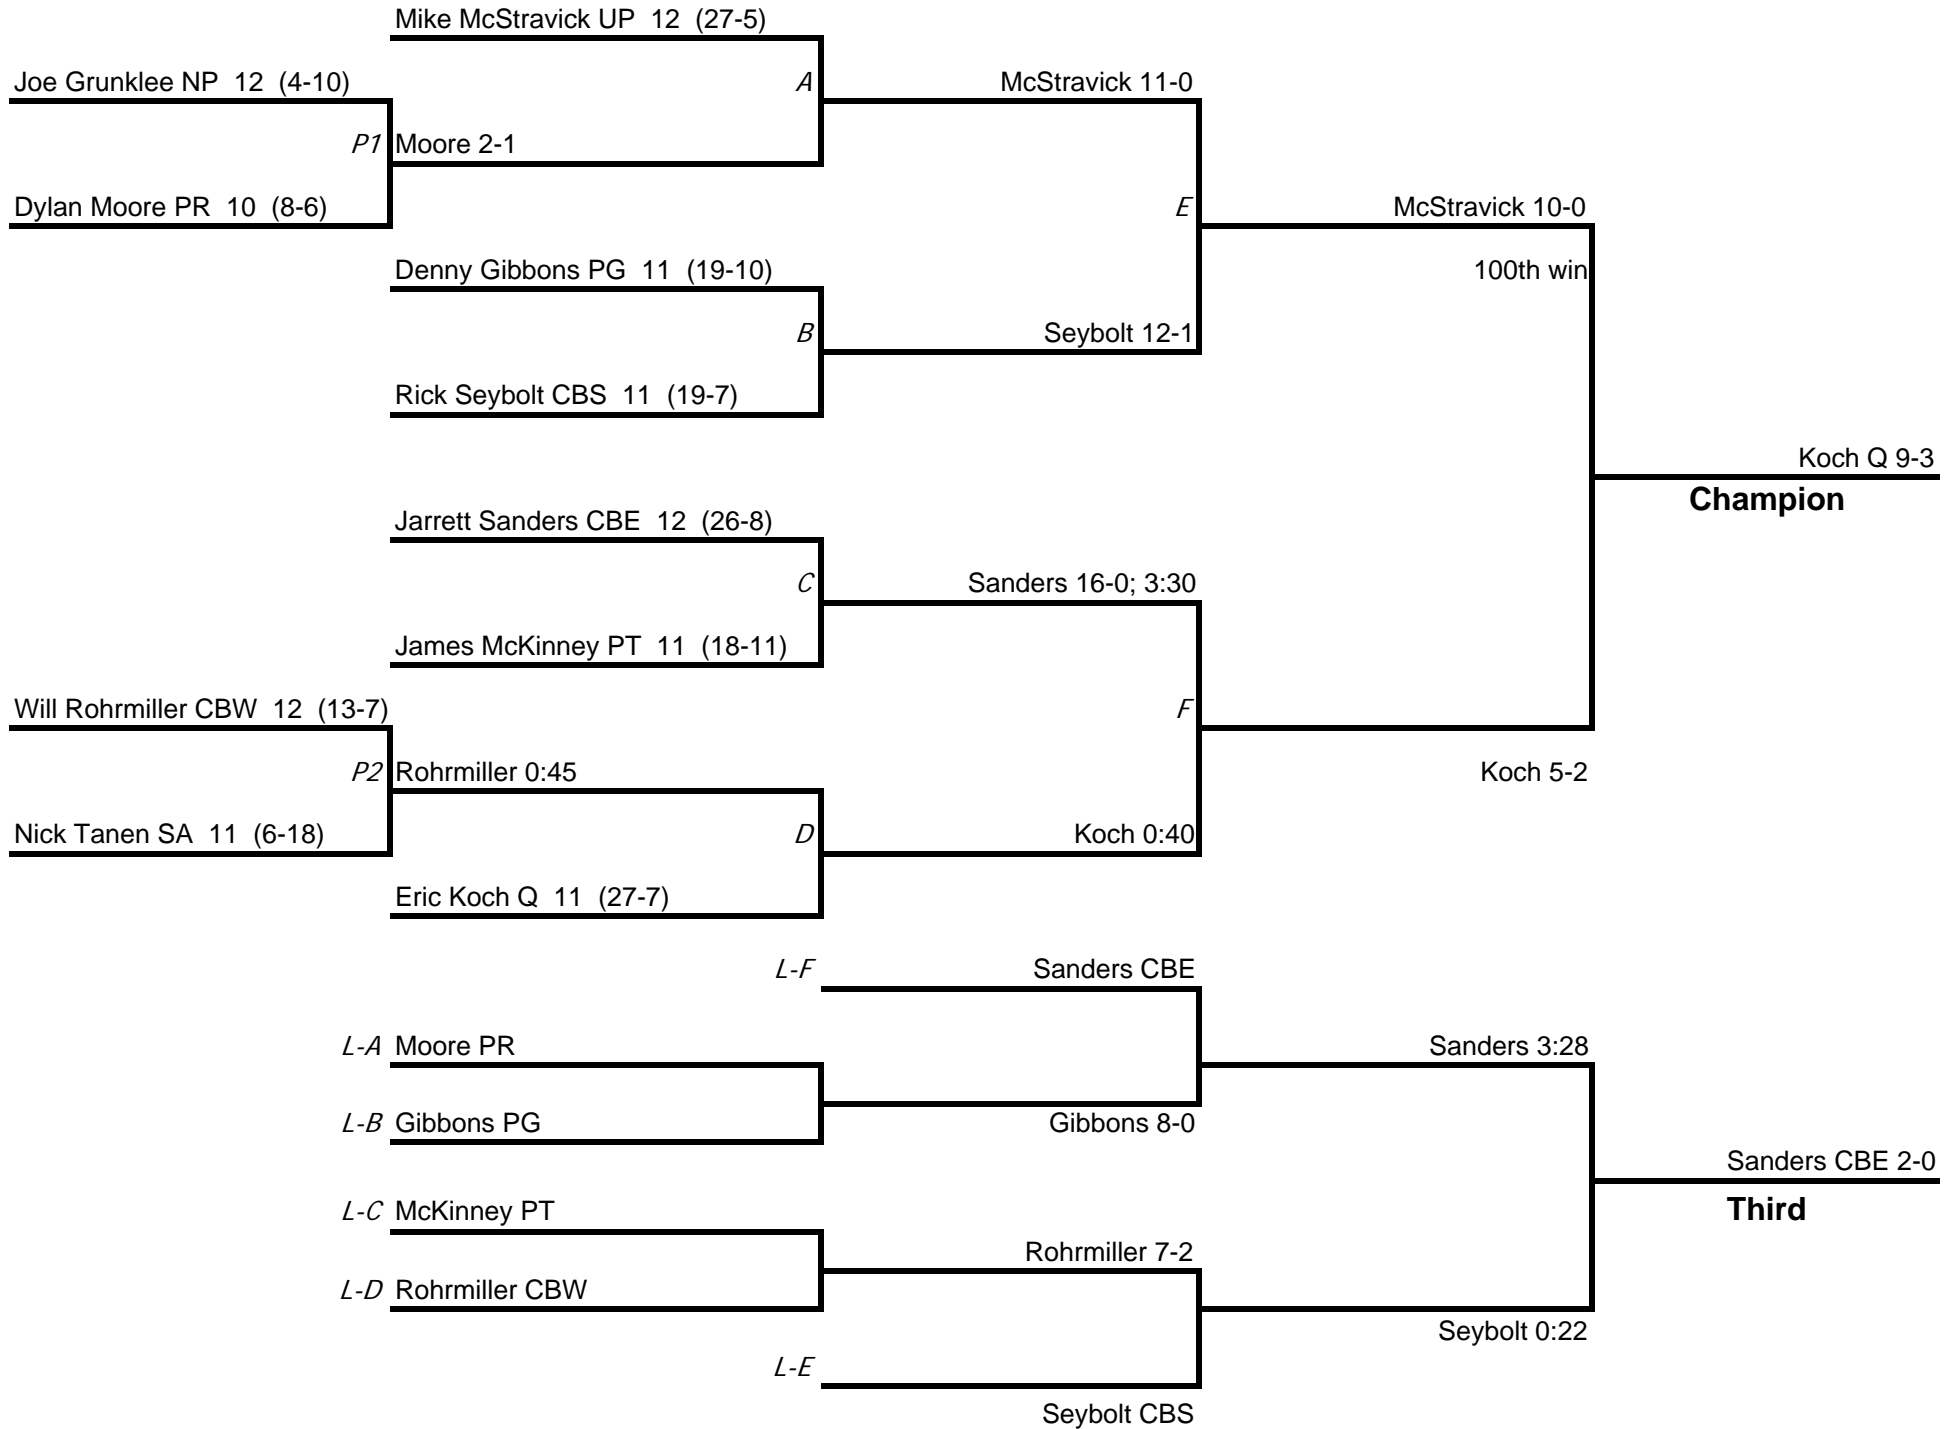 Mike McStravick UP 12 (27-5)
Joe Grunklee NP 12 (4-10)
A
McStravick 11-0
P1
Moore 2-1
Dylan Moore PR 10 (8-6)
E
McStravick 10-0
Denny Gibbons PG 11 (19-10)
100th win
B
Seybolt 12-1
Rick Seybolt CBS 11 (19-7)
Koch Q 9-3
Champion
Jarrett Sanders CBE 12 (26-8)
C
Sanders 16-0; 3:30
James McKinney PT 11 (18-11)
Will Rohrmiller CBW 12 (13-7)
F
P2
Rohrmiller 0:45
Koch 5-2
Nick Tanen SA 11 (6-18)
D
Koch 0:40
Eric Koch Q 11 (27-7)
L-F
Sanders CBE
L-A
Moore PR
Sanders 3:28
L-B
Gibbons PG
Gibbons 8-0
Sanders CBE 2-0
Third
L-C
McKinney PT
Rohrmiller 7-2
L-D
Rohrmiller CBW
Seybolt 0:22
L-E
Seybolt CBS